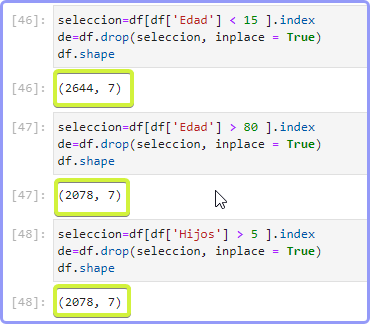 [46]: seleccion=df[df['Edad'] < 15 ].index
de=df.drop(seleccion, inplace = True)
df.shape
[46]: (2644, 7)
[47]: seleccion=df[df['Edad'] > 80 ].index
de=df.drop(seleccion, inplace = True)
df.shape
[47]: (2078, 7)
[48]: seleccion=df[df['Hijos'] > 5 ].index
de=df.drop(seleccion, inplace = True)
df.shape
[48]: (2078, 7)